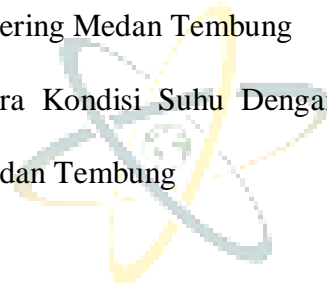 ering Medan Tembung
ra Kondisi Suhu Dengan
dan Tembung